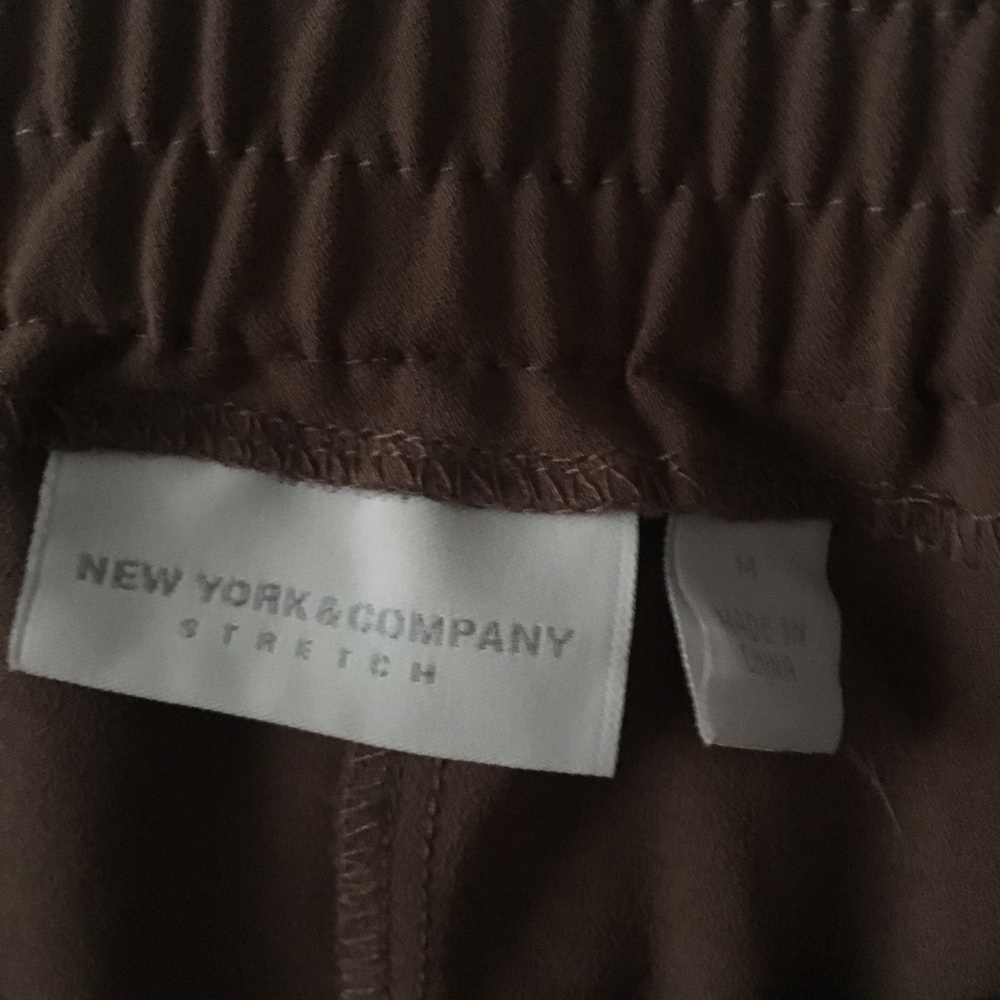 NEW YORK & COMPANY
STRETCH
M
MADE IN
CHINA